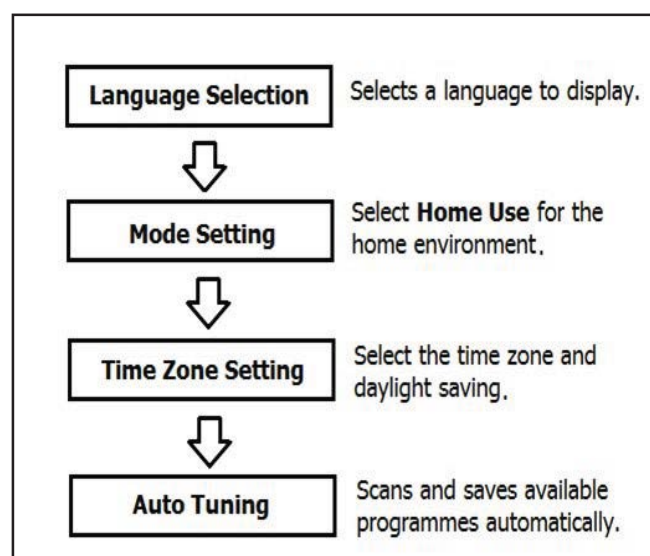 Language Selection
Selects a language to display.
Mode Setting
Select Home Use for the
home environment.
Time Zone Setting
Select the time zone and
daylight saving.
Auto Tuning
Scans and saves available
programmes automatically.